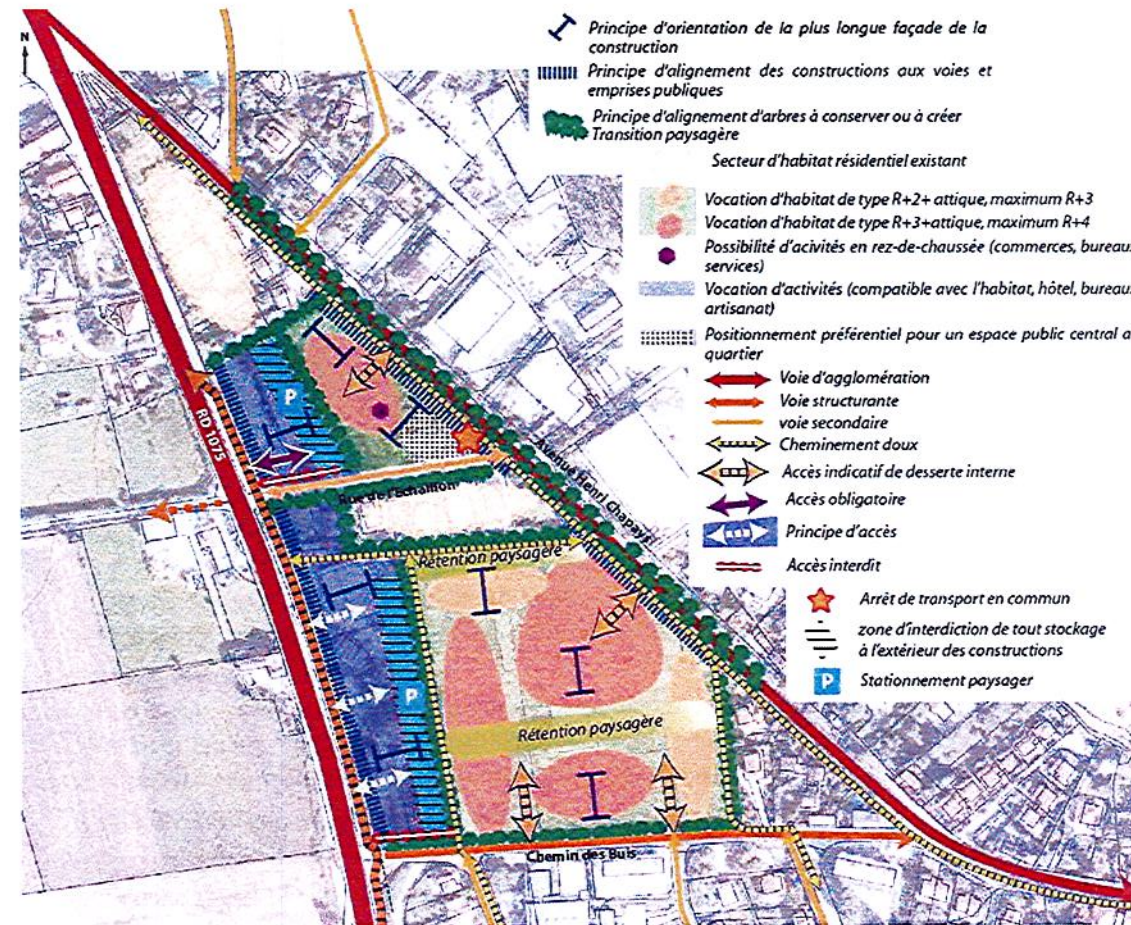 N
Principe d'orientation de la plus longue façade de la
construction
Principe d'alignement des constructions aux voies et
emprises publiques
Principe d'alignement d'arbres à conserver ou à créer
Transition paysagère
Secteur d'habitat résidentiel existant
Vocation d'habitat de type R+2+ attique, maximum R+3
Vocation d'habitat de type R+3+attique, maximum R+4
Possibilité d'acivités en rez-de-chaussée (commerces, bureaux
services)
Vocation d'activités (compatible avec l'habitat, hôtel, bureaux
artisanat)
Positionnement préférentiel pour un espace public central a
quartier
Voie d'agglomération
Voie structurante
voie secondaire
Cheminement doux
Accès indicatif de desserte interne
Accès obligatoire
Principe d'accès
Accès interdit
Arrêt de transport en commun
zone d'interdiction de tout stockage
à l'extérieur des constructions
P Stationnement paysager
P
RD 1075
Avenue Henri Chapays
Rue de l'Echaillon
Rétention paysagère
P
Rétention paysagère
Chemin des Buis